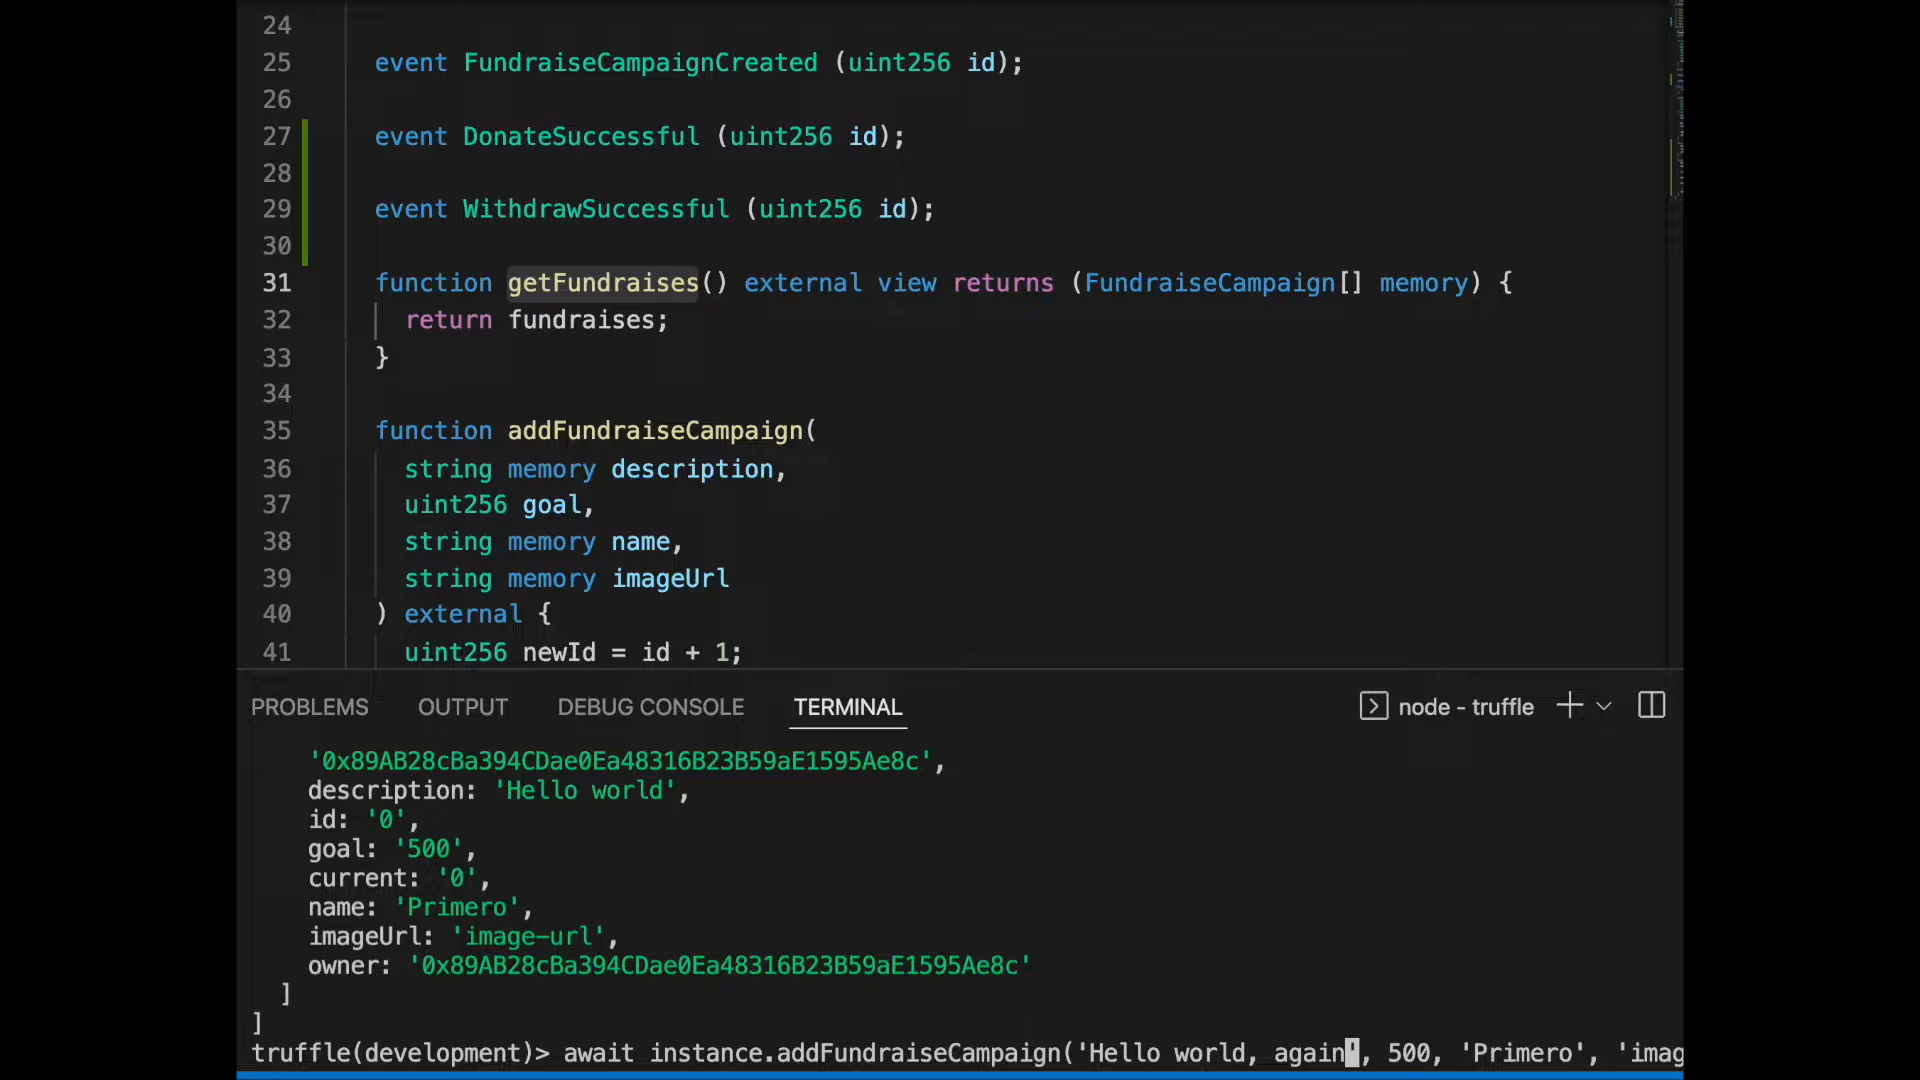 24
25 event FundraiseCampaignCreated (uint256 id);
26
27 event DonateSuccessful (uint256 id);
28
29 event WithdrawSuccessful (uint256 id);
30
31 function getFundraises() external view returns (FundraiseCampaign[] memory) {
32 return fundraises;
33 }
34
35 function addFundraiseCampaign(
36 string memory description,
37 uint256 goal,
38 string memory name,
39 string memory imageUrl
40 ) external {
41 uint256 newId = id + 1;
PROBLEMS OUTPUT DEBUG CONSOLE TERMINAL node - truffle
'0x89AB28cBa394CDae0Ea48316B23B59aE1595Ae8c',
description: 'Hello world',
id: '0',
goal: '500',
current: '0',
name: 'Primero',
imageUrl: 'image-url',
owner: '0x89AB28cBa394CDae0Ea48316B23B59aE1595Ae8c'
]
]
truffle(development)> await instance.addFundraiseCampaign('Hello world, again', 500, 'Primero', 'imag